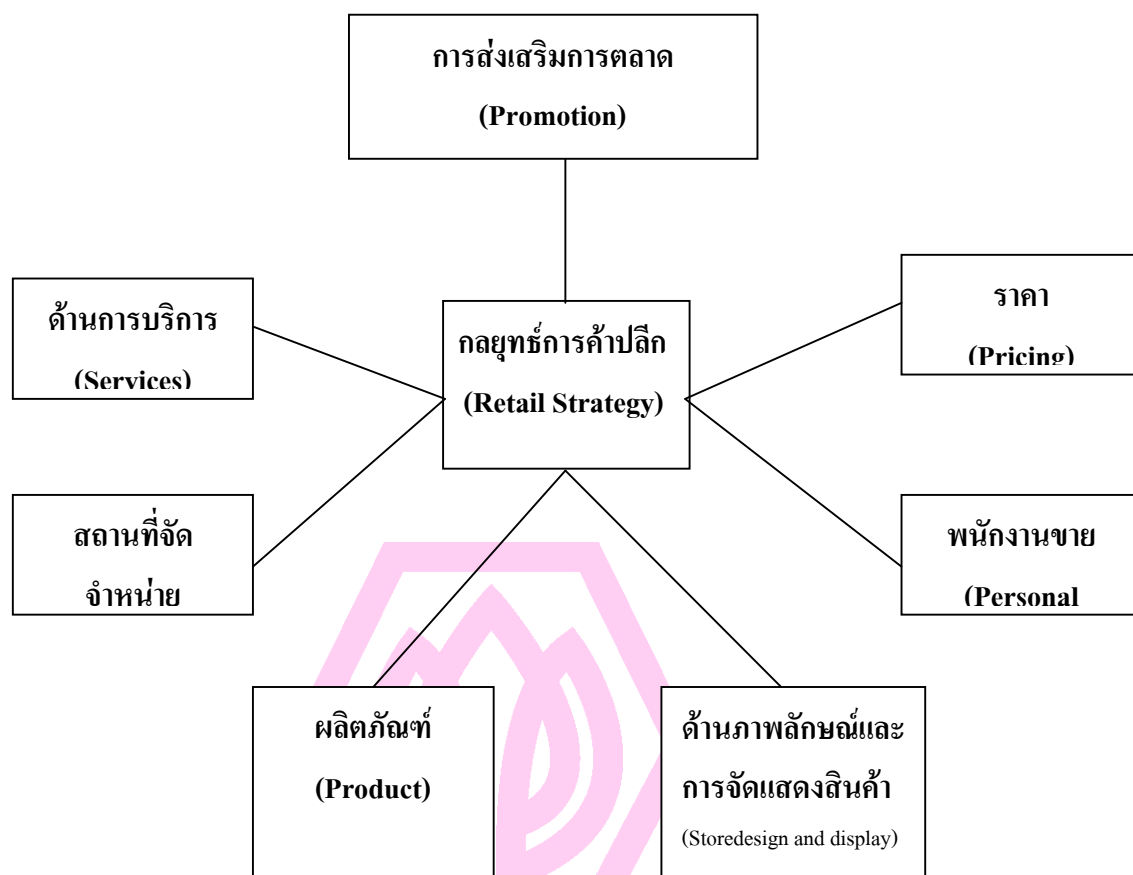 การส่งเสริมการตลาด
(Promotion)
ราคา
(Pricing)
ด้านการบริการ
(Services)
กลยุทธ์การค้าปลีก
(Retail Strategy)
สถานที่จัด
จำหน่าย
พนักงานขาย
(Personal
ผลิตภัณฑ์
(Product)
ด้านภาพลักษณ์และ
การจัดแสดงสินค้า
(Storedesign and display)